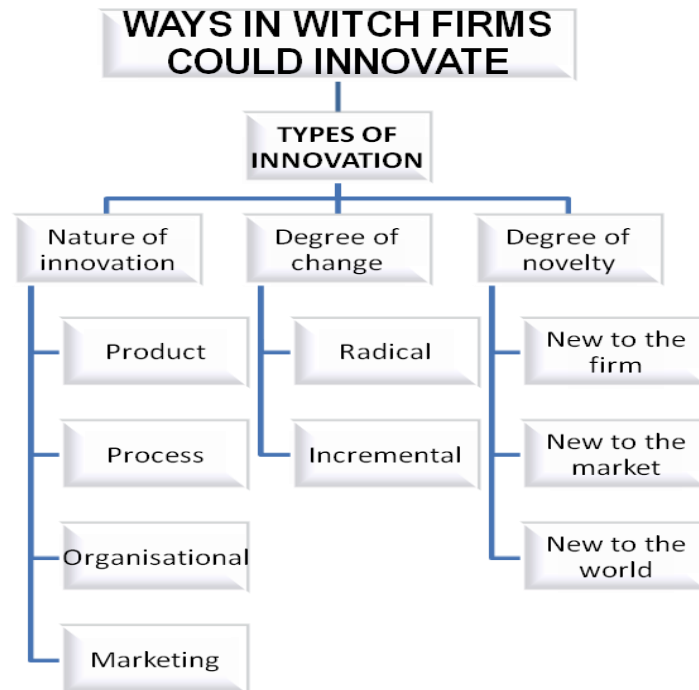 WAYS IN WITCH FIRMS
COULD INNOVATE
TYPES OF
INNOVATION
Nature of
innovation
Product
Process
Organisational
Marketing
Degree of
change
Radical
Incremental
Degree of
novelty
New to the
firm
New to the
market
New to the
world